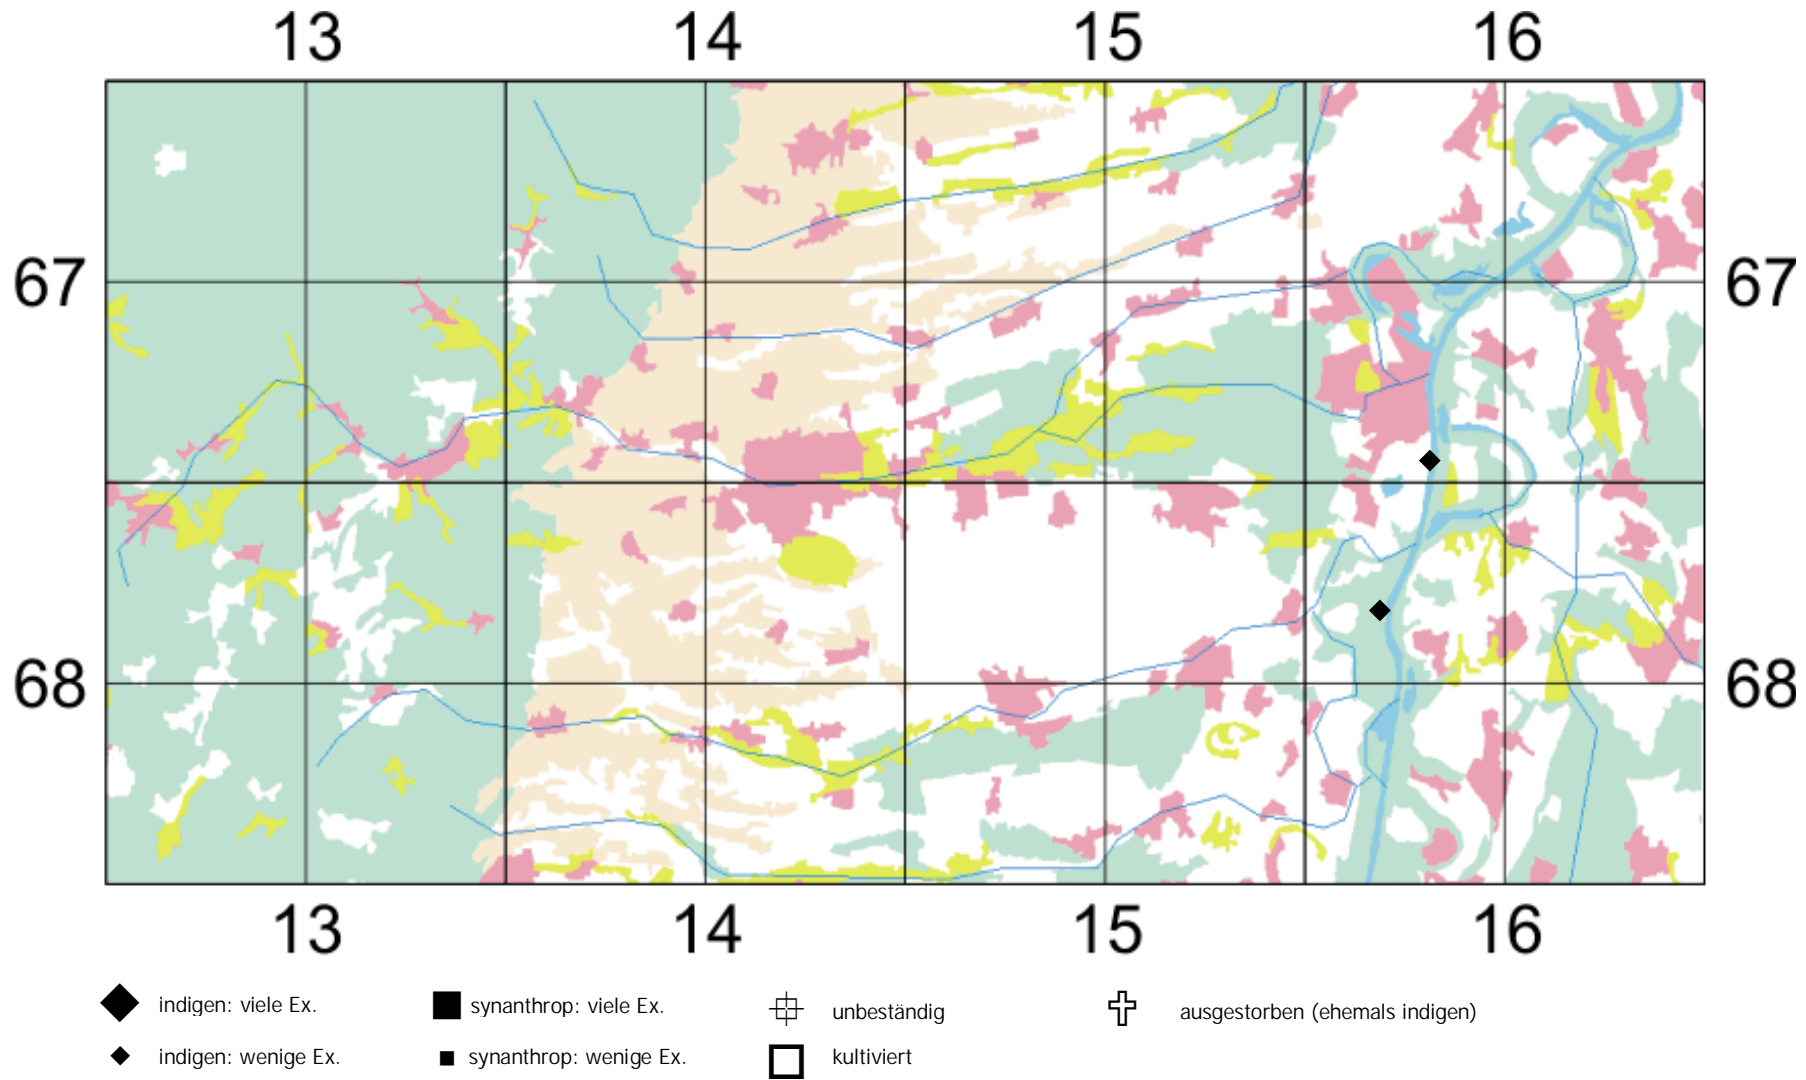 13 14 15 16
67 67
68 68
13 14 15 16
indigen: viele Ex. synanthrop: viele Ex. unbeständig ausgestorben (ehemals indigen)
indigen: wenige Ex. synanthrop: wenige Ex. kultiviert